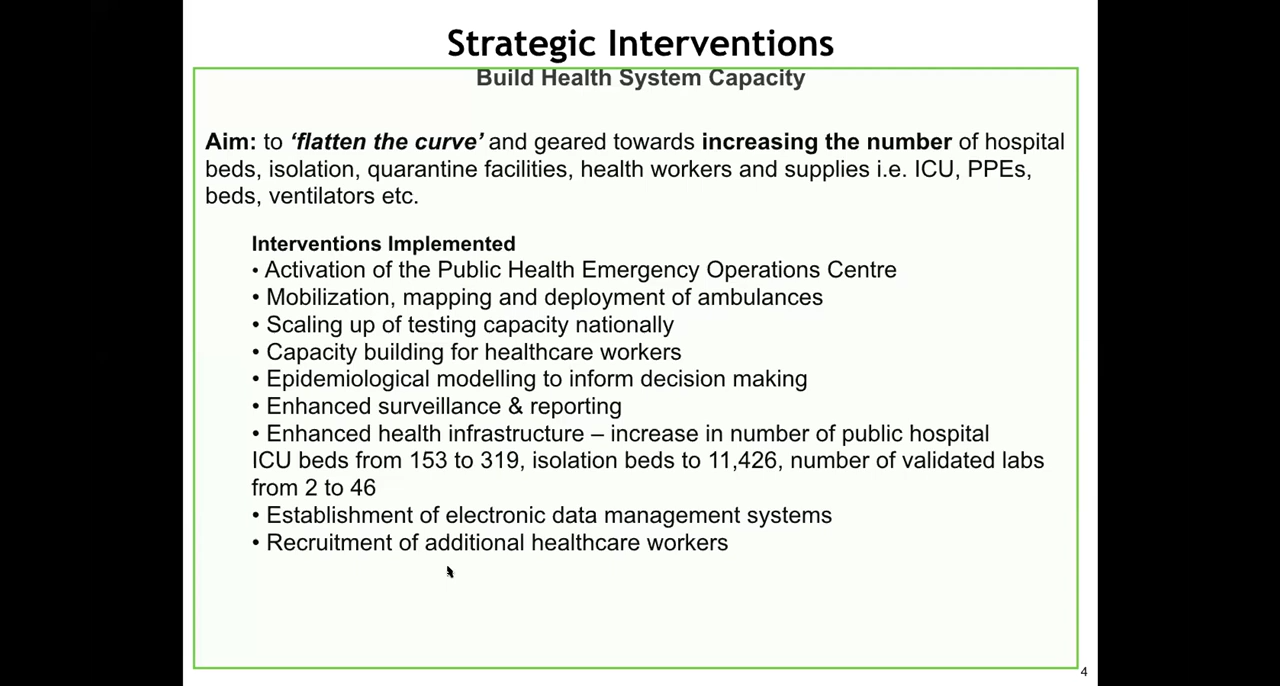 Strategic Interventions
Build Health System Capacity
Aim: to ‘flatten the curve’ and geared towards increasing the number of hospital
beds, isolation, quarantine facilities, health workers and supplies i.e. ICU, PPEs,
beds, ventilators etc.
Interventions Implemented
• Activation of the Public Health Emergency Operations Centre
• Mobilization, mapping and deployment of ambulances
• Scaling up of testing capacity nationally
• Capacity building for healthcare workers
• Epidemiological modelling to inform decision making
• Enhanced surveillance & reporting
• Enhanced health infrastructure – increase in number of public hospital
ICU beds from 153 to 319, isolation beds to 11,426, number of validated labs
from 2 to 46
• Establishment of electronic data management systems
• Recruitment of additional healthcare workers
4